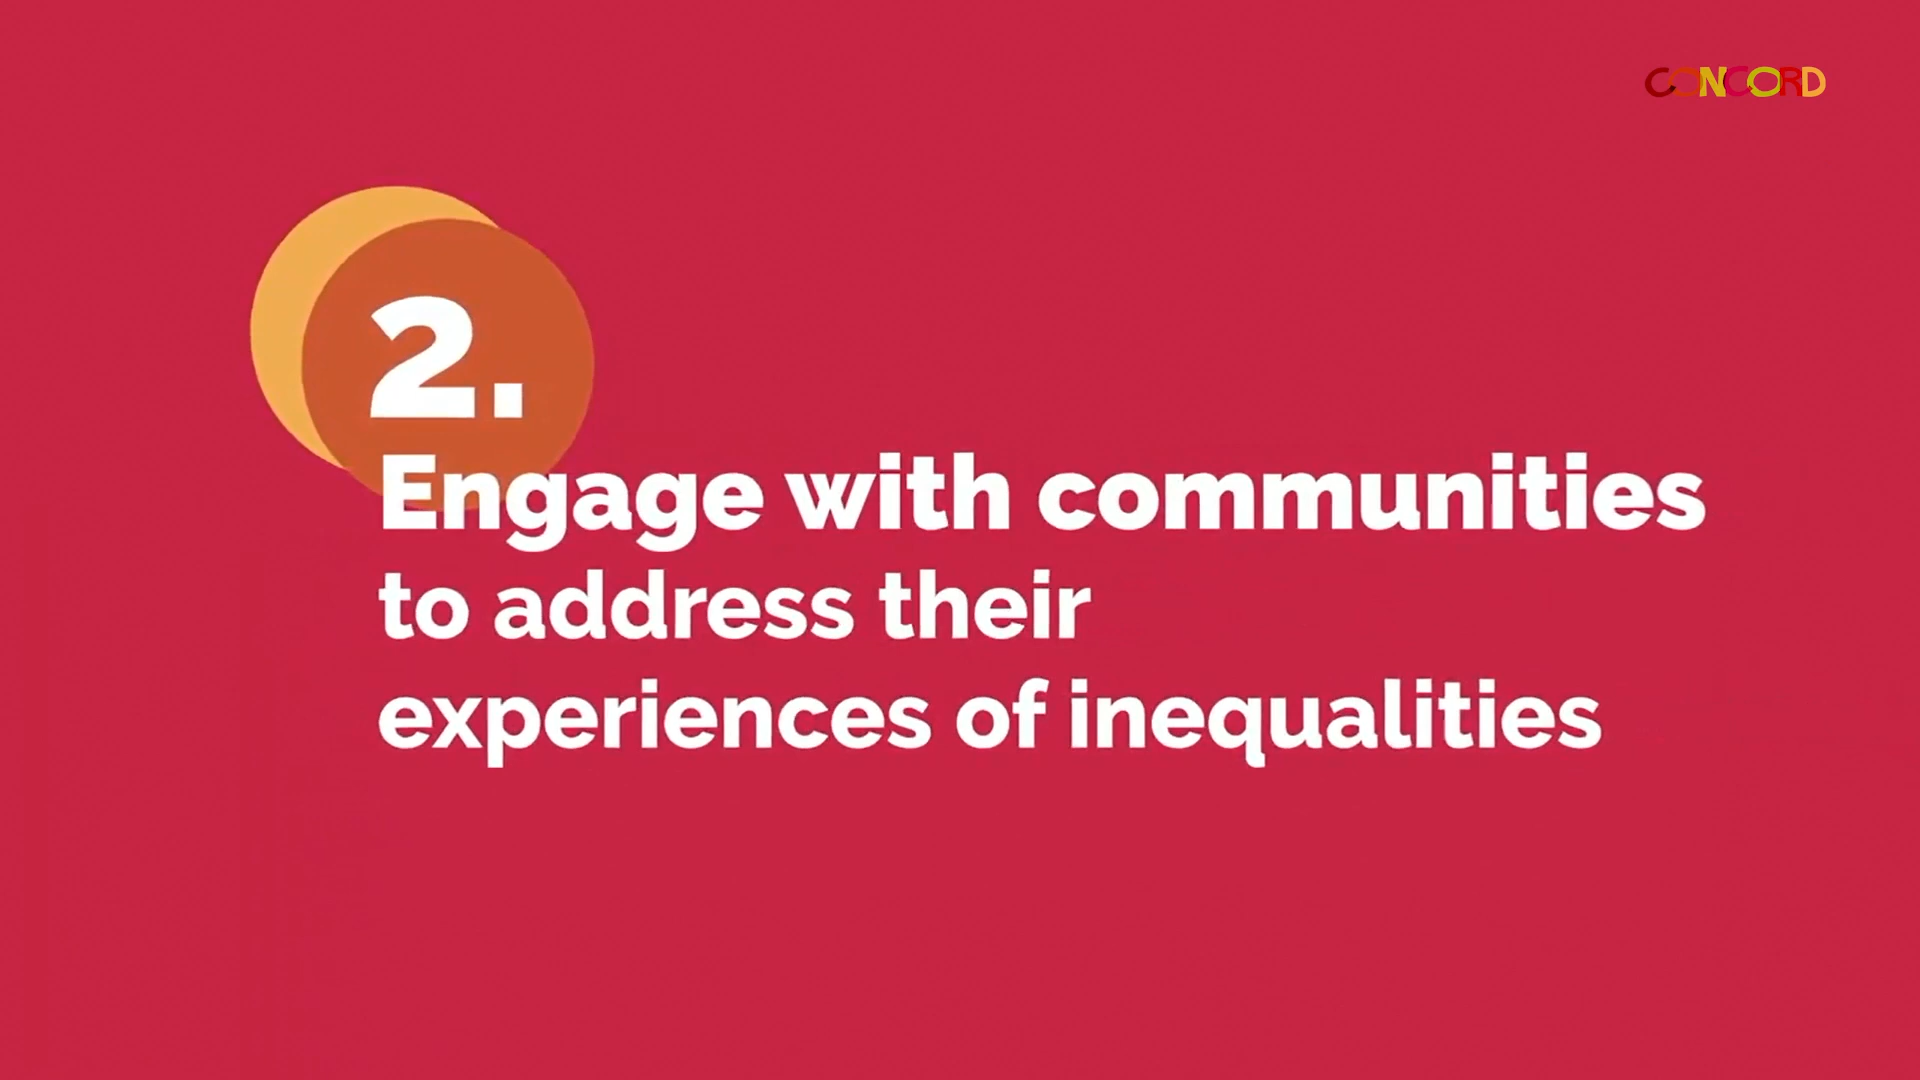 CONCORD
2.
Engage with communities
to address their
experiences of inequalities